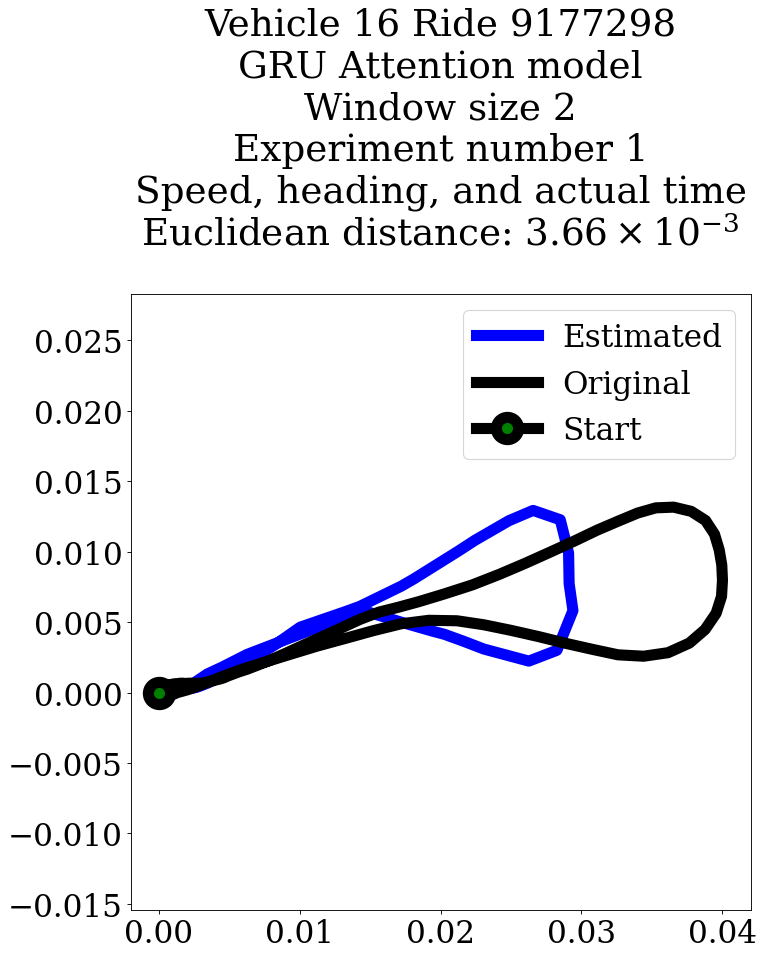 Vehicle 16 Ride 9177298
GRU Attention model
Window size 2
Experiment number 1
Speed, heading, and actual time
Euclidean distance: 3.66 × 10⁻³
Estimated
Original
Start
0.025
0.020
0.015
0.010
0.005
0.000
−0.005
−0.010
−0.015
0.00 0.01 0.02 0.03 0.04